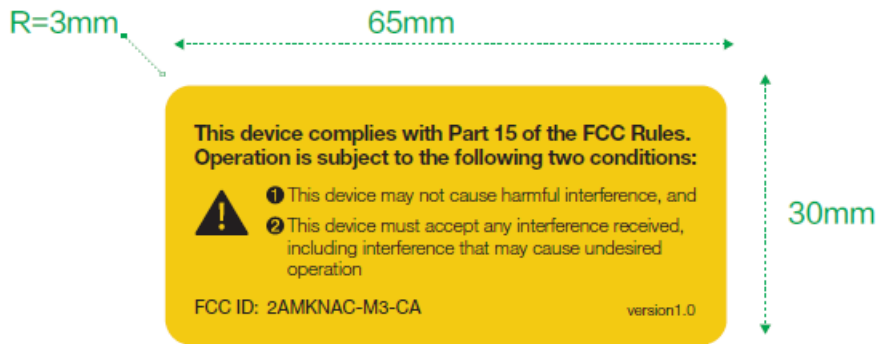 R=3mm
65mm
This device complies with Part 15 of the FCC Rules.
Operation is subject to the following two conditions:
❶ This device may not cause harmful interference, and
❷ This device must accept any interference received,
including interference that may cause undesired
operation
30mm
FCC ID: 2AMKNAC-M3-CA
version1.0